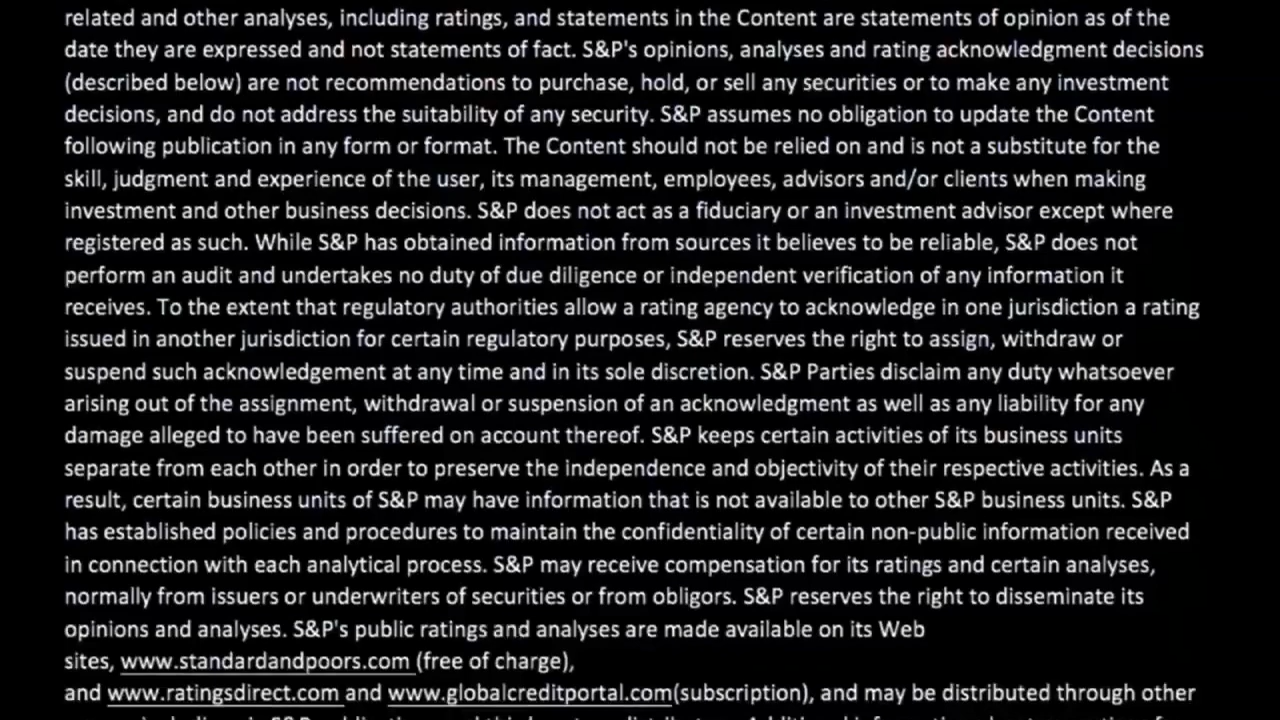 related and other analyses, including ratings, and statements in the Content are statements of opinion as of the
date they are expressed and not statements of fact. S&P's opinions, analyses and rating acknowledgment decisions
(described below) are not recommendations to purchase, hold, or sell any securities or to make any investment
decisions, and do not address the suitability of any security. S&P assumes no obligation to update the Content
following publication in any form or format. The Content should not be relied on and is not a substitute for the
skill, judgment and experience of the user, its management, employees, advisors and/or clients when making
investment and other business decisions. S&P does not act as a fiduciary or an investment advisor except where
registered as such. While S&P has obtained information from sources it believes to be reliable, S&P does not
perform an audit and undertakes no duty of due diligence or independent verification of any information it
receives. To the extent that regulatory authorities allow a rating agency to acknowledge in one jurisdiction a rating
issued in another jurisdiction for certain regulatory purposes, S&P reserves the right to assign, withdraw or
suspend such acknowledgement at any time and in its sole discretion. S&P Parties disclaim any duty whatsoever
arising out of the assignment, withdrawal or suspension of an acknowledgment as well as any liability for any
damage alleged to have been suffered on account thereof. S&P keeps certain activities of its business units
separate from each other in order to preserve the independence and objectivity of their respective activities. As a
result, certain business units of S&P may have information that is not available to other S&P business units. S&P
has established policies and procedures to maintain the confidentiality of certain non-public information received
in connection with each analytical process. S&P may receive compensation for its ratings and certain analyses,
normally from issuers or underwriters of securities or from obligors. S&P reserves the right to disseminate its
opinions and analyses. S&P's public ratings and analyses are made available on its Web
sites, www.standardandpoors.com (free of charge),
and www.ratingsdirect.com and www.globalcreditportal.com(subscription), and may be distributed through other